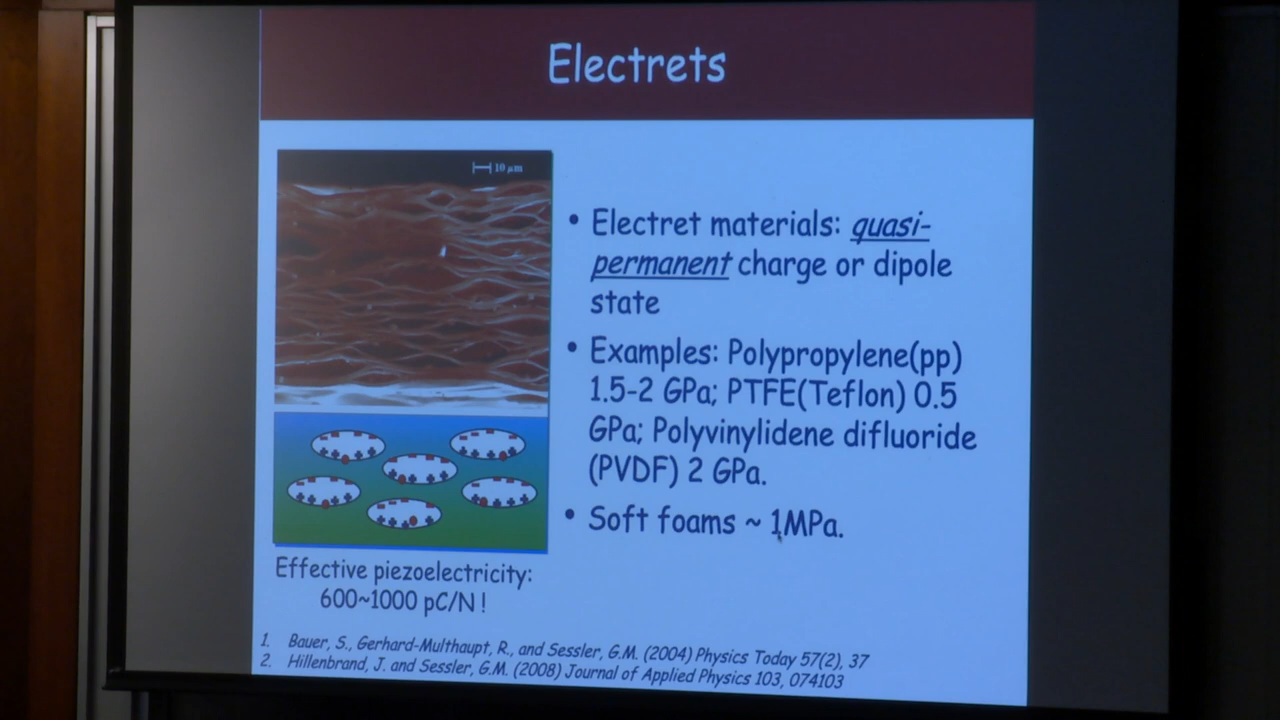 Electrets
10 µm
• Electret materials: quasi-
permanent charge or dipole
state
• Examples: Polypropylene(pp)
1.5-2 GPa; PTFE(Teflon) 0.5
GPa; Polyvinylidene difluoride
(PVDF) 2 GPa.
• Soft foams ~ 1MPa.
Effective piezoelectricity:
600~1000 pC/N !
1. Bauer, S., Gerhard-Multhaupt, R., and Sessler, G.M. (2004) Physics Today 57(2), 37
2. Hillenbrand, J. and Sessler, G.M. (2008) Journal of Applied Physics 103, 074103